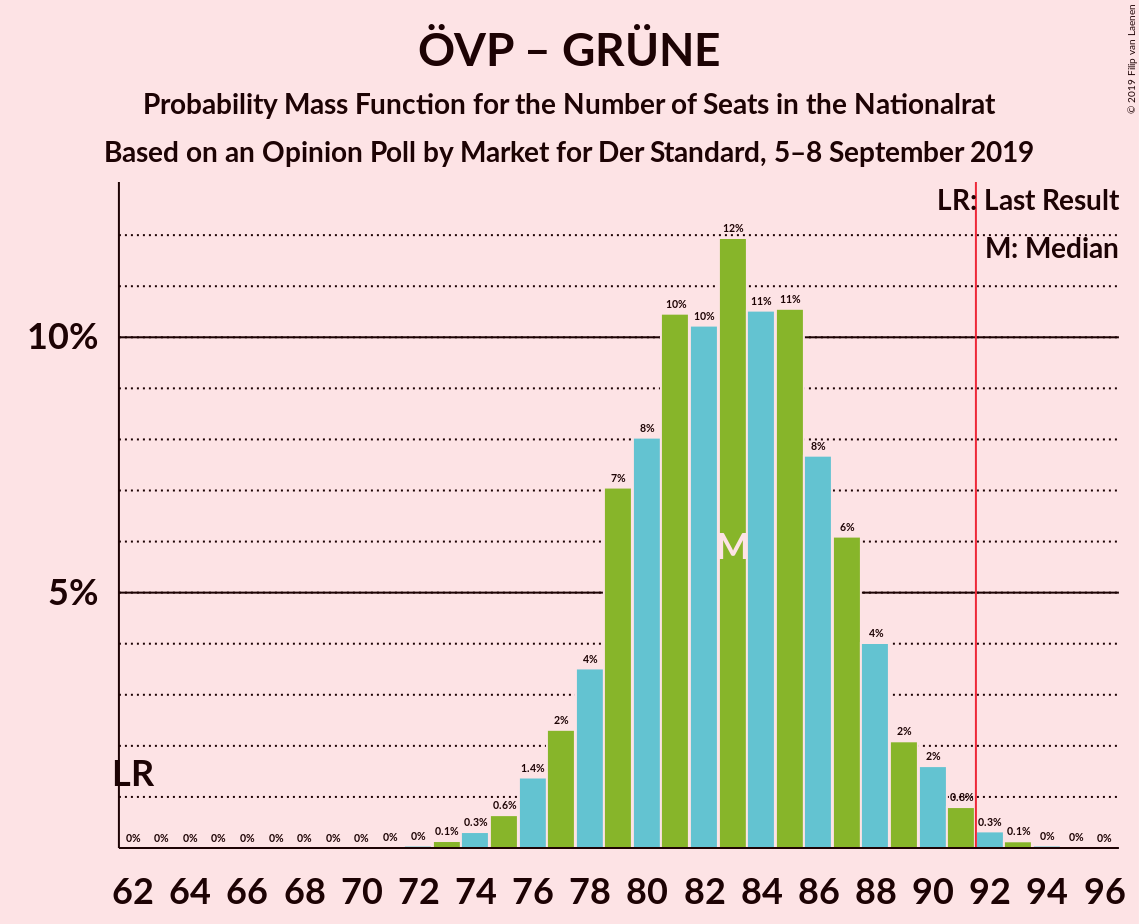 ÖVP – GRÜNE
Probability Mass Function for the Number of Seats in the Nationalrat
Based on an Opinion Poll by Market for Der Standard, 5–8 September 2019
© 2019 Filip van Laenen
LR: Last Result
M: Median
12%
10%
10%
11%
11%
10%
8%
8%
7%
6%
M
5%
4%
4%
2%
2%
2%
LR
1.4%
0.8%
0.6%
0.3%
0.3%
0.1%
0.1%
0% 0% 0% 0% 0% 0% 0% 0% 0% 0% 0% 0% 0% 0%
62 64 66 68 70 72 74 76 78 80 82 84 86 88 90 92 94 96